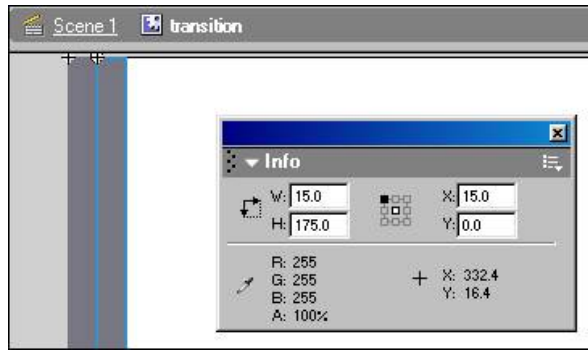 Scene 1 transition
Info
W: 15.0 X: 15.0
H: 175.0 Y: 0.0
R: 255
G: 255 X: 332.4
B: 255 Y: 16.4
A: 100%